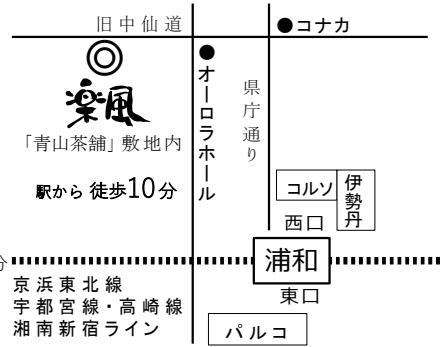 旧中仙道
●コナカ
●オーロラホール
県庁通り
楽風
「青山茶舗」敷地内
駅から 徒歩10分
コルソ
伊勢丹
西口
浦和
東口
分
京浜東北線
宇都宮線・高崎線
湘南新宿ライン
パルコ